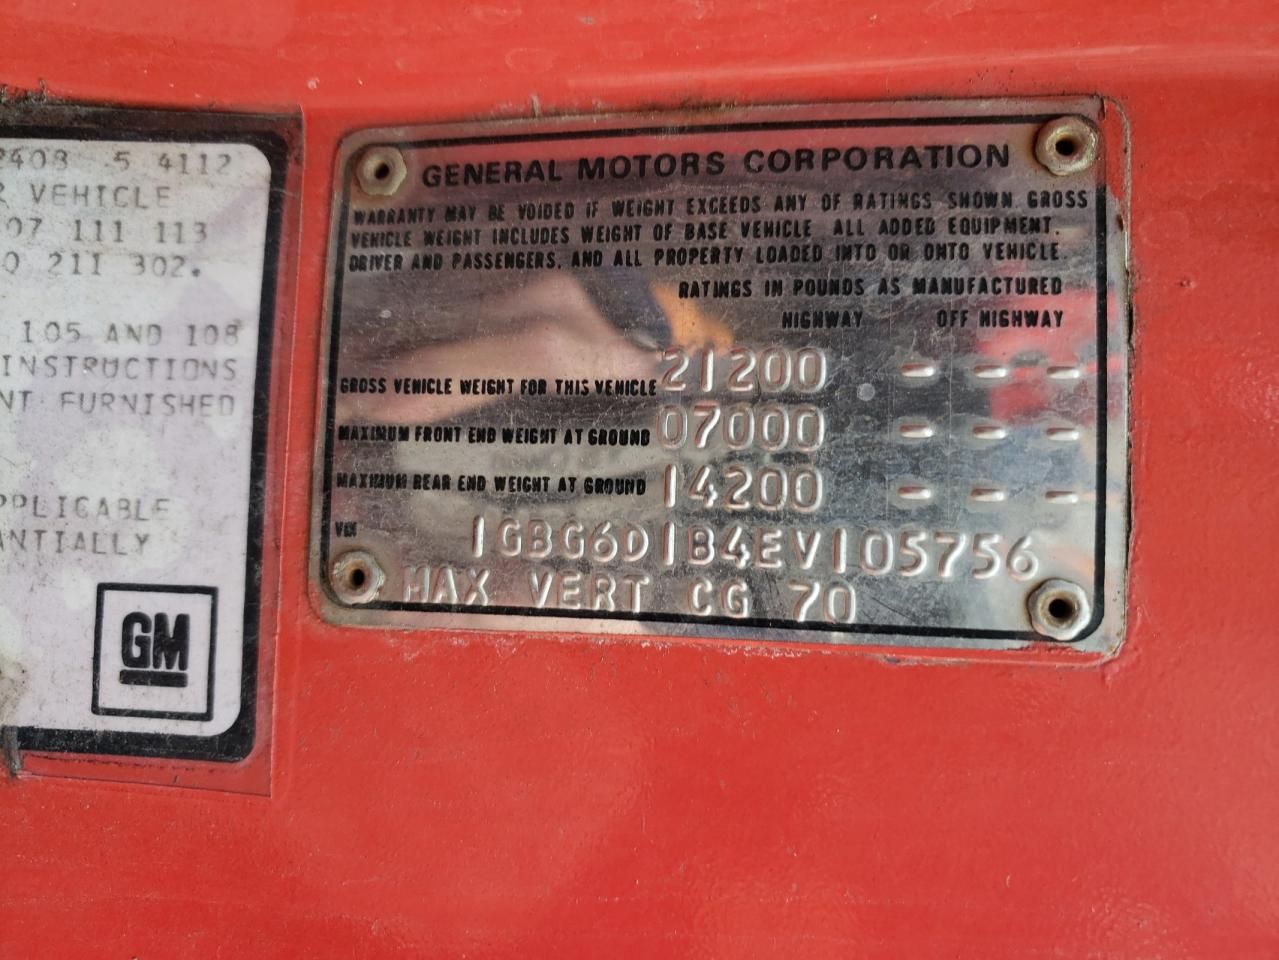 2408 5 4112
R VEHICLE
07 111 113
0 211 302.
105 AND 108
INSTRUCTIONS
NT FURNISHED
PPLICABLE
ANTIALLY
GM
GENERAL MOTORS CORPORATION
WARRANTY MAY BE VOIDED IF WEIGHT EXCEEDS ANY OF RATINGS SHOWN. GROSS
VEHICLE WEIGHT INCLUDES WEIGHT OF BASE VEHICLE, ALL ADDED EQUIPMENT,
DRIVER AND PASSENGERS, AND ALL PROPERTY LOADED INTO OR ONTO VEHICLE.
RATINGS IN POUNDS AS MANUFACTURED
HIGHWAY OFF HIGHWAY
GROSS VEHICLE WEIGHT FOR THIS VEHICLE 21200 - - -
MAXIMUM FRONT END WEIGHT AT GROUND 07000 - - -
MAXIMUM REAR END WEIGHT AT GROUND 14200 - - -
VIN 1GBG6D1B4EV105756
MAX VERT CG 70